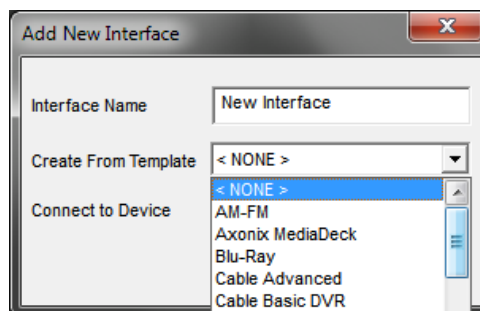 Add New Interface
Interface Name New Interface
Create From Template < NONE >
< NONE >
Connect to Device AM-FM
Axonix MediaDeck
Blu-Ray
Cable Advanced
Cable Basic DVR